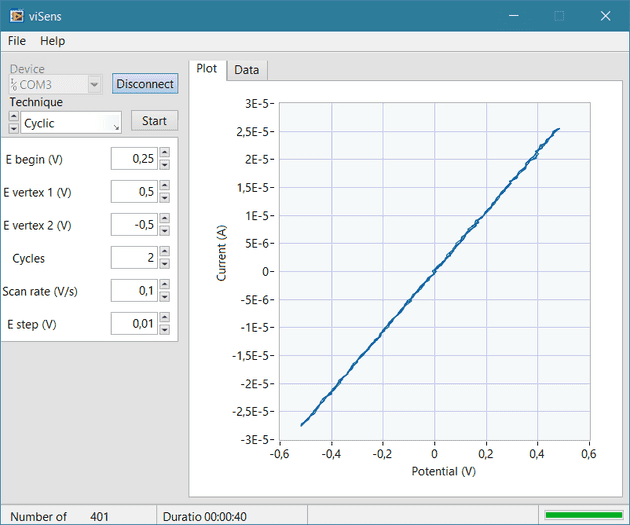 viSens
File Help
Device
COM3
Disconnect
Technique
Cyclic
Start
E begin (V) 0,25
E vertex 1 (V) 0,5
E vertex 2 (V) -0,5
Cycles 2
Scan rate (V/s) 0,1
E step (V) 0,01
Plot Data
Current (A)
3E-5
2,5E-5
2E-5
1,5E-5
1E-5
5E-6
0
-5E-6
-1E-5
-1,5E-5
-2E-5
-2,5E-5
-3E-5
-0,6 -0,4 -0,2 0 0,2 0,4 0,6
Potential (V)
Number of 401 Duratio 00:00:40